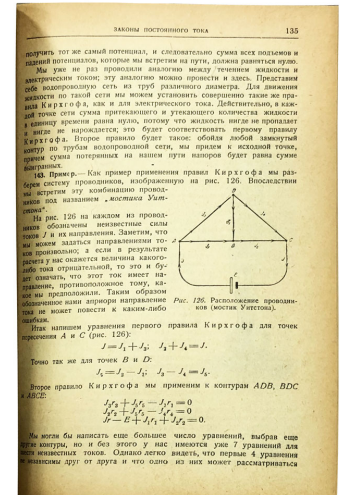 ЗАКОНЫ ПОСТОЯННОГО ТОКА 135
получить тот же самый потенциал, и следовательно сумма всех подъемов и
падений потенциалов, которые мы встретим на пути, должна равняться нулю.
Мы уже не раз проводили аналогию между течением жидкости и
электрическим током; эту аналогию можно провести и здесь. Представим
себе водопроводную сеть из труб различного диаметра. Для движения
жидкости по такой сети мы можем установить совершенно такие же пра-
вила Кирхгофа, как и для электрического тока. Действительно, в каж-
дой точке сети сумма притекающего и утекающего количества жидкости
в единицу времени равна нулю, потому что жидкость нигде не пропадает
и нигде не нарождается; это будет соответствовать первому правилу
Кирхгофа. Второе правило будет такое: обойдя любой замкнутый
контур по трубам водопроводной сети, мы придем к исходной точке,
причем сумма потерянных на нашем пути напоров будет равна сумме
выигранных.
143. Пример.— Как пример применения правил Кирхгофа мы раз-
берем систему проводников, изображенную на рис. 126. Впоследствии
мы встретим эту комбинацию провод-
ников под названием „мостика Уит-
стона“.
На рис. 126 на каждом из провод-
ников обозначены неизвестные силы
токов J и их направления. Заметим, что
мы можем задаться направлениями то-
ков произвольно; а если в результате
расчета у нас окажется величина какого-
либо тока отрицательной, то это и бу-
дет означать, что этот ток имеет на-
правление, противоположное тому, ка-
кое мы предположили. Таким образом
обозначенное нами априори направление
тока не может повести к каким-либо
ошибкам.
Рис. 126. Расположение проводни-
ков (мостик Уитстона).
Итак напишем уравнения первого правила Кирхгофа для точек
пересечения A и C (рис. 126):
J = J₁ + J₃; J₃ + J₄ = J.
Точно так же для точек B и D:
J₅ = J₂ — J₁; J₃ — J₄ = J₅.
Второе правило Кирхгофа мы применим к контурам ADB, BDC
и ABCE:
J₃r₃ + J₅r₅ — J₁r₁ = 0
J₂r₂ + J₅r₅ — J₄r₄ = 0
Jr — E + J₁r₁ + J₂r₂ = 0.
Мы могли бы написать еще большее
другие контуры, но и без этого у нас
шести неизвестных токов. Однако легко
не независимы друг от друга и что одно
число уравнений, выбрав еще
имеются уже 7 уравнений для
видеть, что первые 4 уравнения
из них может рассматриваться